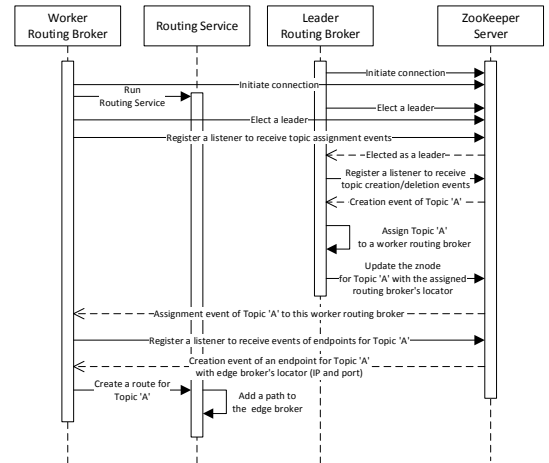 Worker
Routing Broker
Routing Service
Leader
Routing Broker
ZooKeeper
Server
Initiate connection
Initiate connection
Run
Routing Service
Elect a leader
Elect a leader
Register a listener to receive topic assignment events
Elected as a leader
Register a listener to receive
topic creation/deletion events
Creation event of Topic 'A'
Assign Topic 'A'
to a worker routing broker
Update the znode
for Topic 'A' with the assigned
routing broker's locator
Assignment event of Topic 'A' to this worker routing broker
Register a listener to receive events of endpoints for Topic 'A'
Creation event of an endpoint for Topic 'A'
with edge broker's locator (IP and port)
Create a route for
Topic 'A'
Add a path to
the edge broker